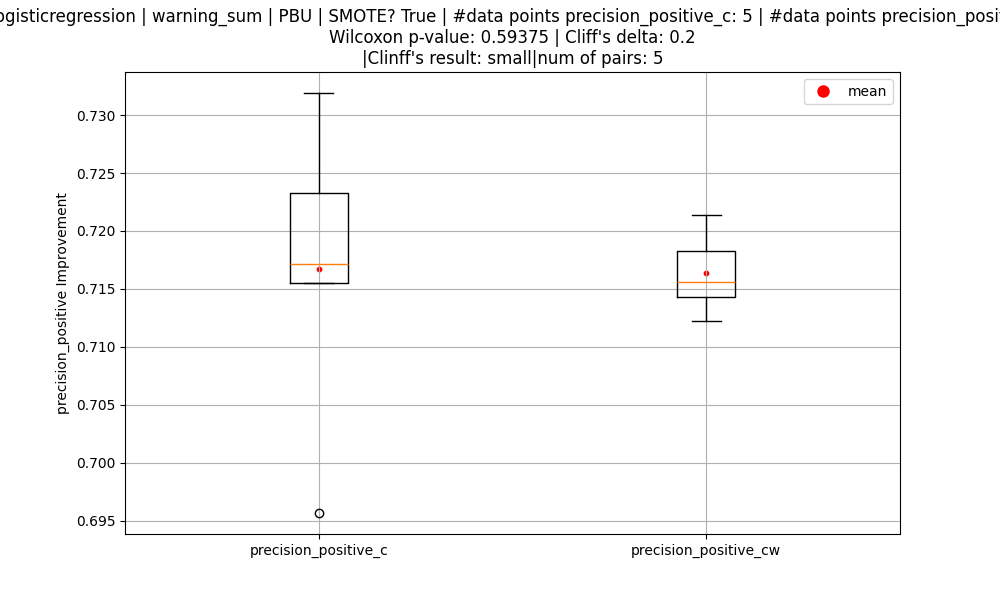 ogisticregression | warning_sum | PBU | SMOTE? True | #data points precision_positive_c: 5 | #data points precision_posi
Wilcoxon p-value: 0.59375 | Cliff's delta: 0.2
|Clinff's result: small|num of pairs: 5
mean
0.730
0.725
0.720
0.715
0.710
0.705
0.700
0.695
precision_positive Improvement
precision_positive_c
precision_positive_cw